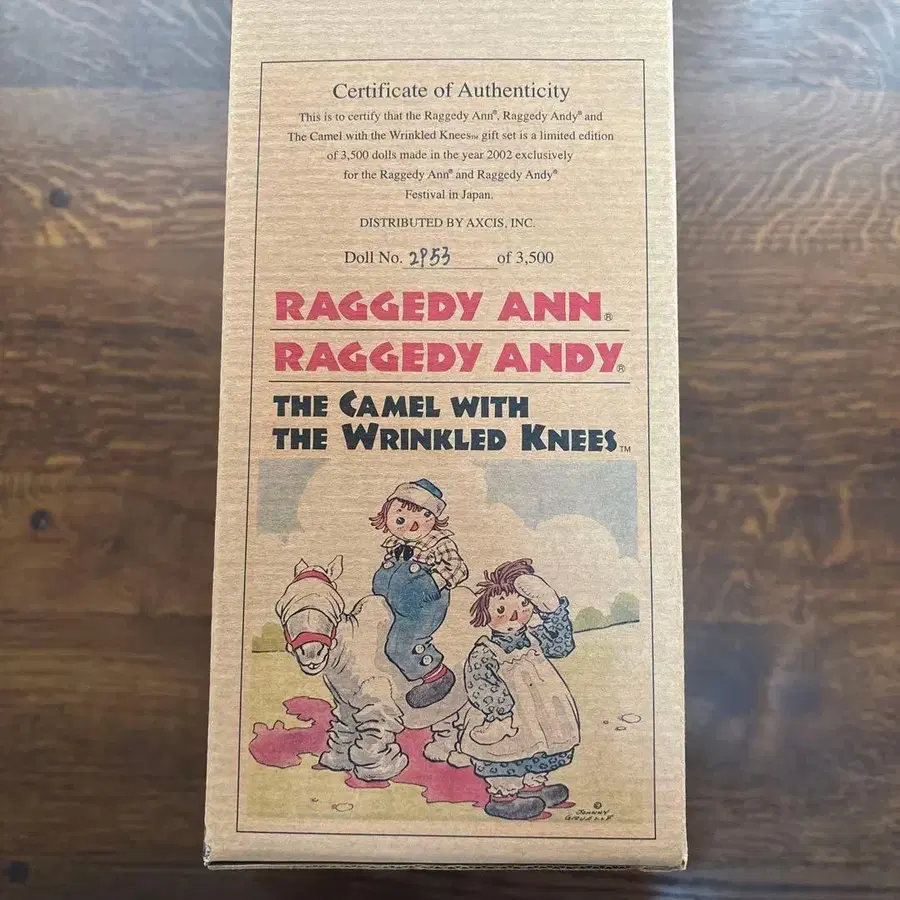 Certificate of Authenticity
This is to certify that the Raggedy Ann®, Raggedy Andy® and
The Camel with the Wrinkled Knees™ gift set is a limited edition
of 3,500 dolls made in the year 2002 exclusively
for the Raggedy Ann® and Raggedy Andy®
Festival in Japan.
DISTRIBUTED BY AXCIS, INC.
Doll No. 2953 of 3,500
RAGGEDY ANN®
RAGGEDY ANDY®
THE CAMEL WITH
THE WRINKLED KNEES™
©
JOHNNY
GRUELLE